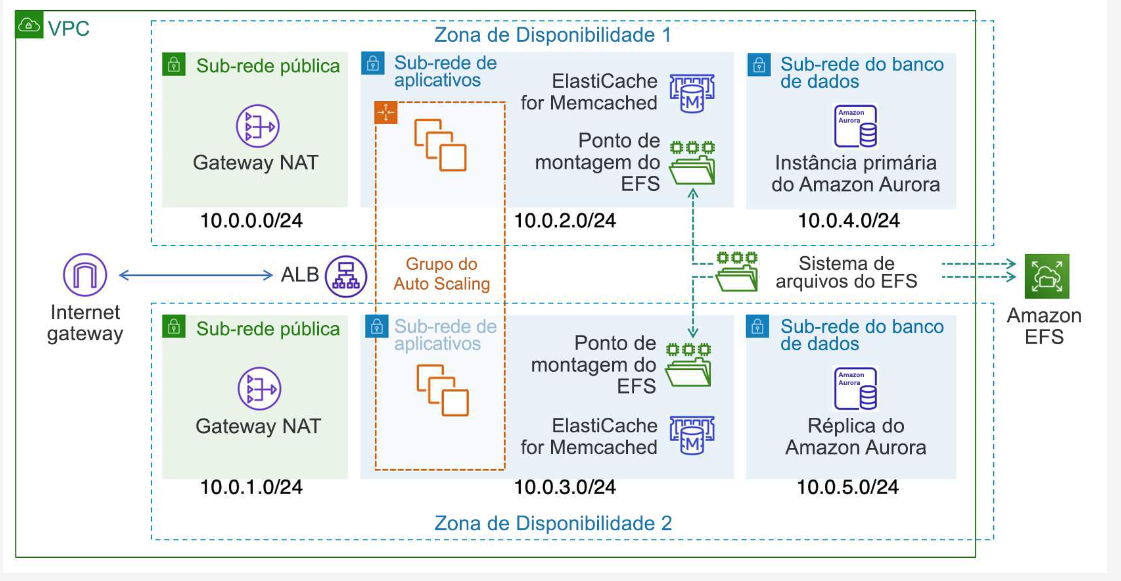 VPC
Zona de Disponibilidade 1
Sub-rede pública
Gateway NAT
10.0.0.0/24
Sub-rede de
aplicativos
ElastiCache
for Memcached
Ponto de
montagem do
EFS
10.0.2.0/24
Sub-rede do banco
de dados
Amazon
Aurora
Instância primária
do Amazon Aurora
10.0.4.0/24
Internet
gateway
ALB
Grupo do
Auto Scaling
Sistema de
arquivos do EFS
Amazon
EFS
Sub-rede pública
Gateway NAT
10.0.1.0/24
Sub-rede de
aplicativos
Ponto de
montagem do
EFS
ElastiCache
for Memcached
10.0.3.0/24
Sub-rede do banco
de dados
Amazon
Aurora
Réplica do
Amazon Aurora
10.0.5.0/24
Zona de Disponibilidade 2